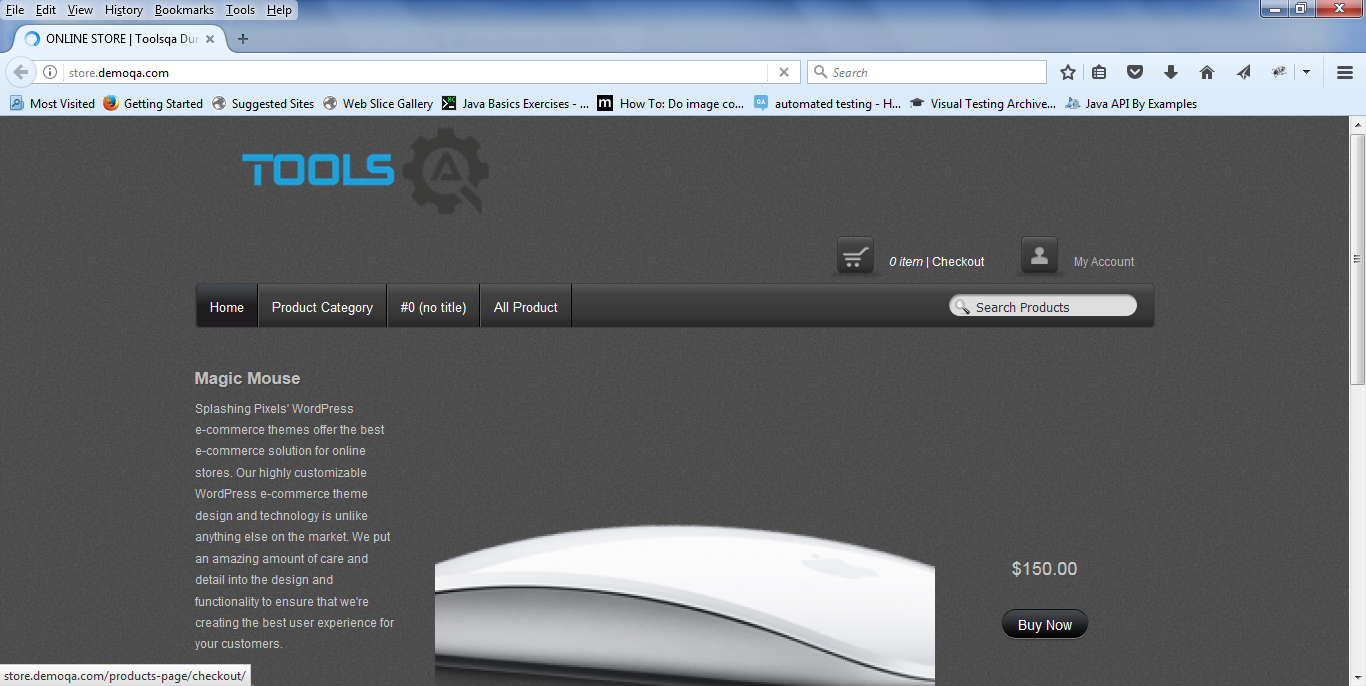 File Edit View History Bookmarks Tools Help
ONLINE STORE | Toolsqa Du
store.demoqa.com
Search
Most Visited Getting Started Suggested Sites Web Slice Gallery Java Basics Exercises - ... How To: Do image co... automated testing - H... Visual Testing Archive... Java API By Examples
TOOLS QA
0 item | Checkout My Account
Home Product Category #0 (no title) All Product Search Products
Magic Mouse
Splashing Pixels' WordPress
e-commerce themes offer the best
e-commerce solution for online
stores. Our highly customizable
WordPress e-commerce theme
design and technology is unlike
anything else on the market. We put
an amazing amount of care and
detail into the design and
functionality to ensure that we're
creating the best user experience for
your customers.
$150.00
Buy Now
store.demoqa.com/products-page/checkout/